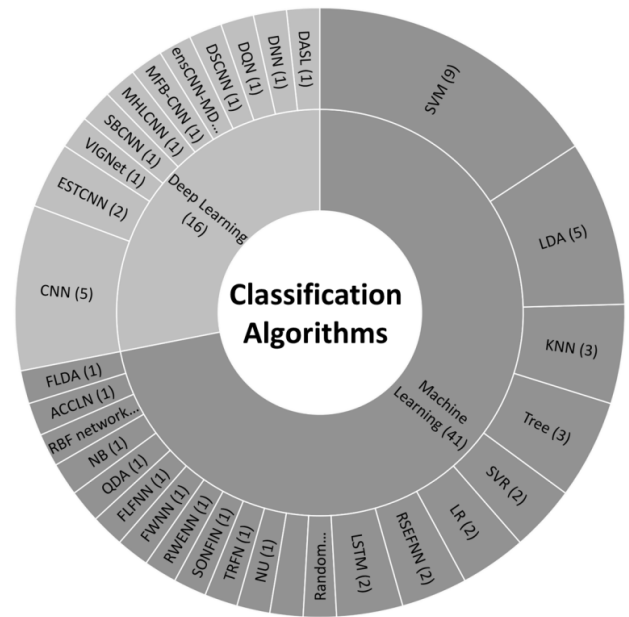 Classification
Algorithms
Deep Learning
(16)
Machine
Learning (41)
SVM (9)
LDA (5)
KNN (3)
Tree (3)
SVR (2)
LR (2)
RSEFNN (2)
LSTM (2)
Random...
NU (1)
TRFN (1)
SONFIN (1)
RWENN (1)
FWNN (1)
FLFNN (1)
QDA (1)
NB (1)
RBF network...
ACCLN (1)
FLDA (1)
CNN (5)
ESTCNN (2)
VIGNet (1)
SBCNN (1)
MHLCNN (1)
MFB-CNN (1)
ensCNN-MD...
DSCNN (1)
DQN (1)
DNN (1)
DASL (1)